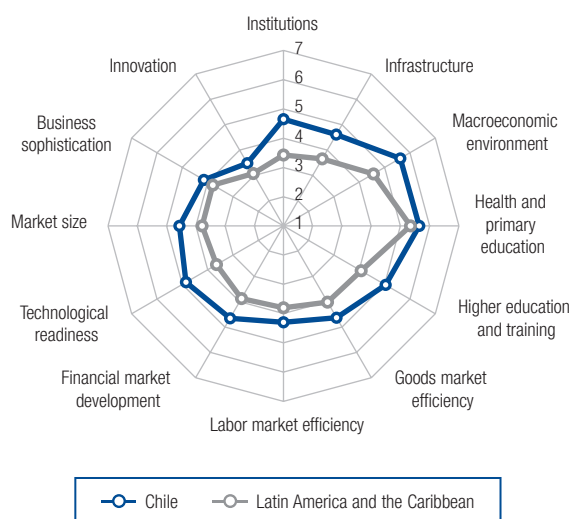 Institutions
7
6
5
4
3
2
1
Innovation
Infrastructure
Business
sophistication
Macroeconomic
environment
Market size
Health and
primary
education
Technological
readiness
Higher education
and training
Financial market
development
Goods market
efficiency
Labor market efficiency
Chile
Latin America and the Caribbean